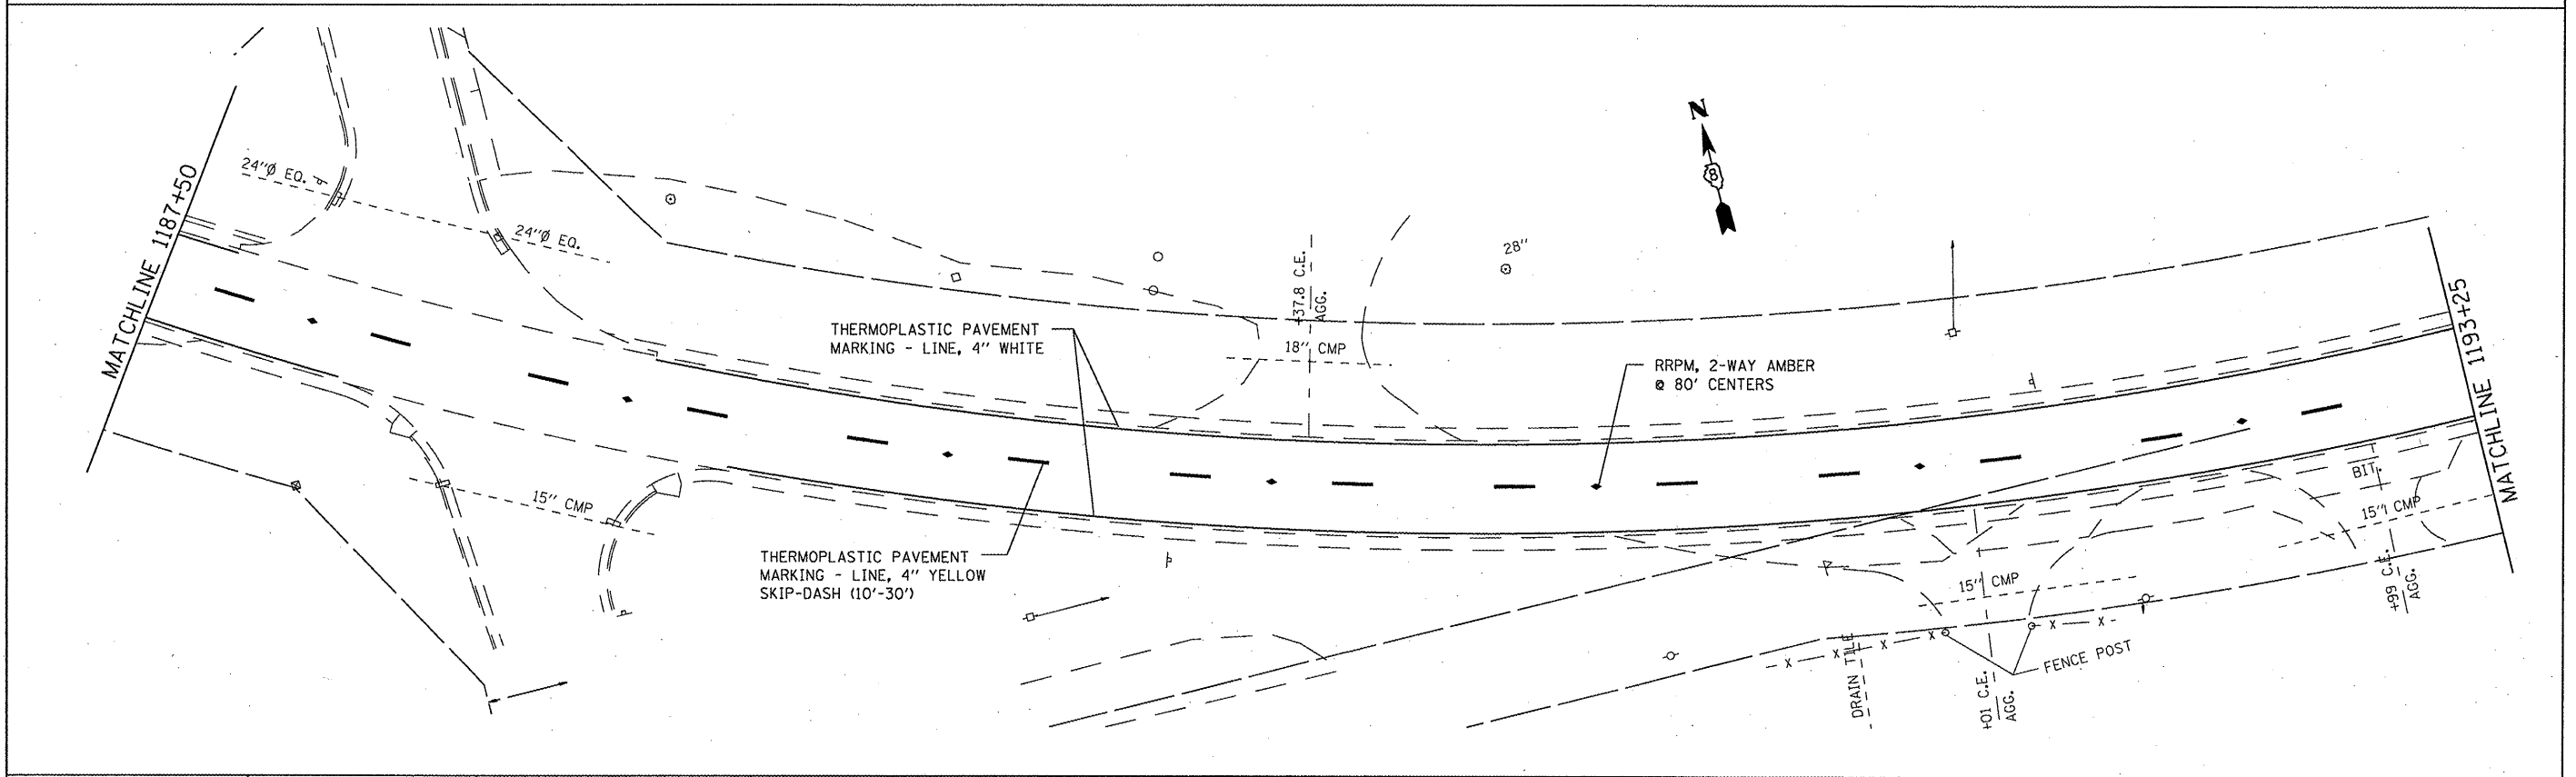 MATCHLINE 1187+50
24"Ø EQ.
24"Ø EQ.
15" CMP
THERMOPLASTIC PAVEMENT
MARKING - LINE, 4" WHITE
THERMOPLASTIC PAVEMENT
MARKING - LINE, 4" YELLOW
SKIP-DASH (10'-30')
+37.8 C.E.
AGG.
18" CMP
28"
N
8
RRPM, 2-WAY AMBER
@ 80' CENTERS
15" CMP
DRAIN TILE
+01 C.E.
AGG.
FENCE POST
BIT.
15" CMP
+99 C.E.
AGG.
MATCHLINE 1193+25